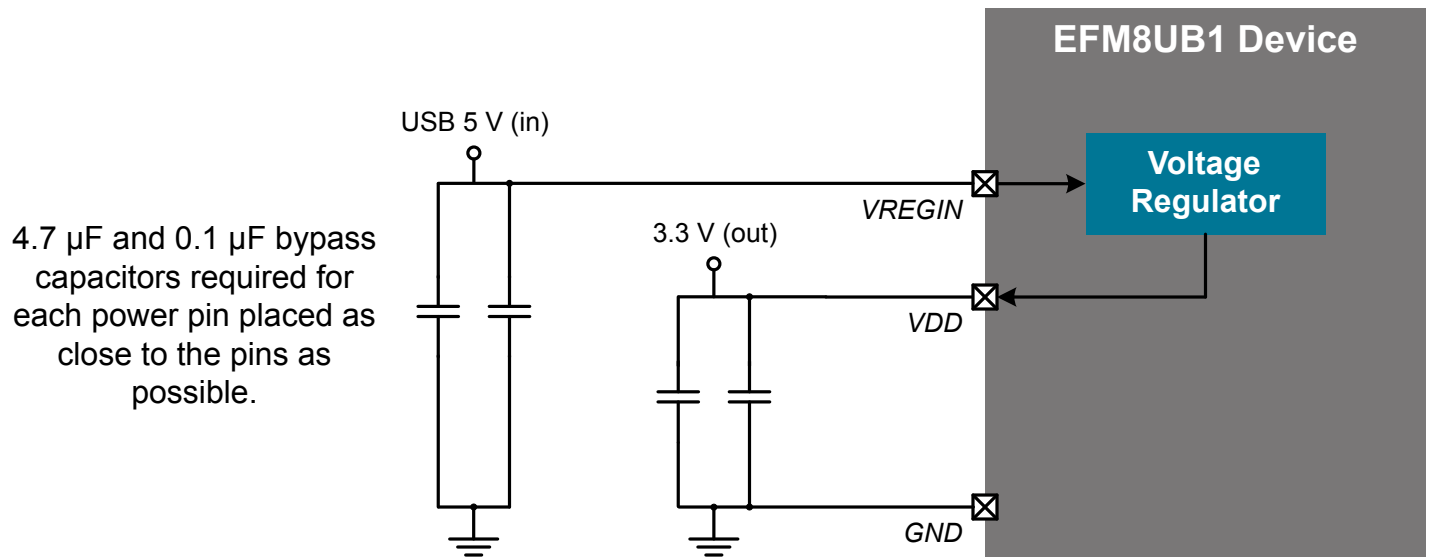 EFM8UB1 Device
USB 5 V (in)
Voltage
Regulator
VREGIN
4.7 µF and 0.1 µF bypass
capacitors required for
each power pin placed as
close to the pins as
possible.
3.3 V (out)
VDD
GND